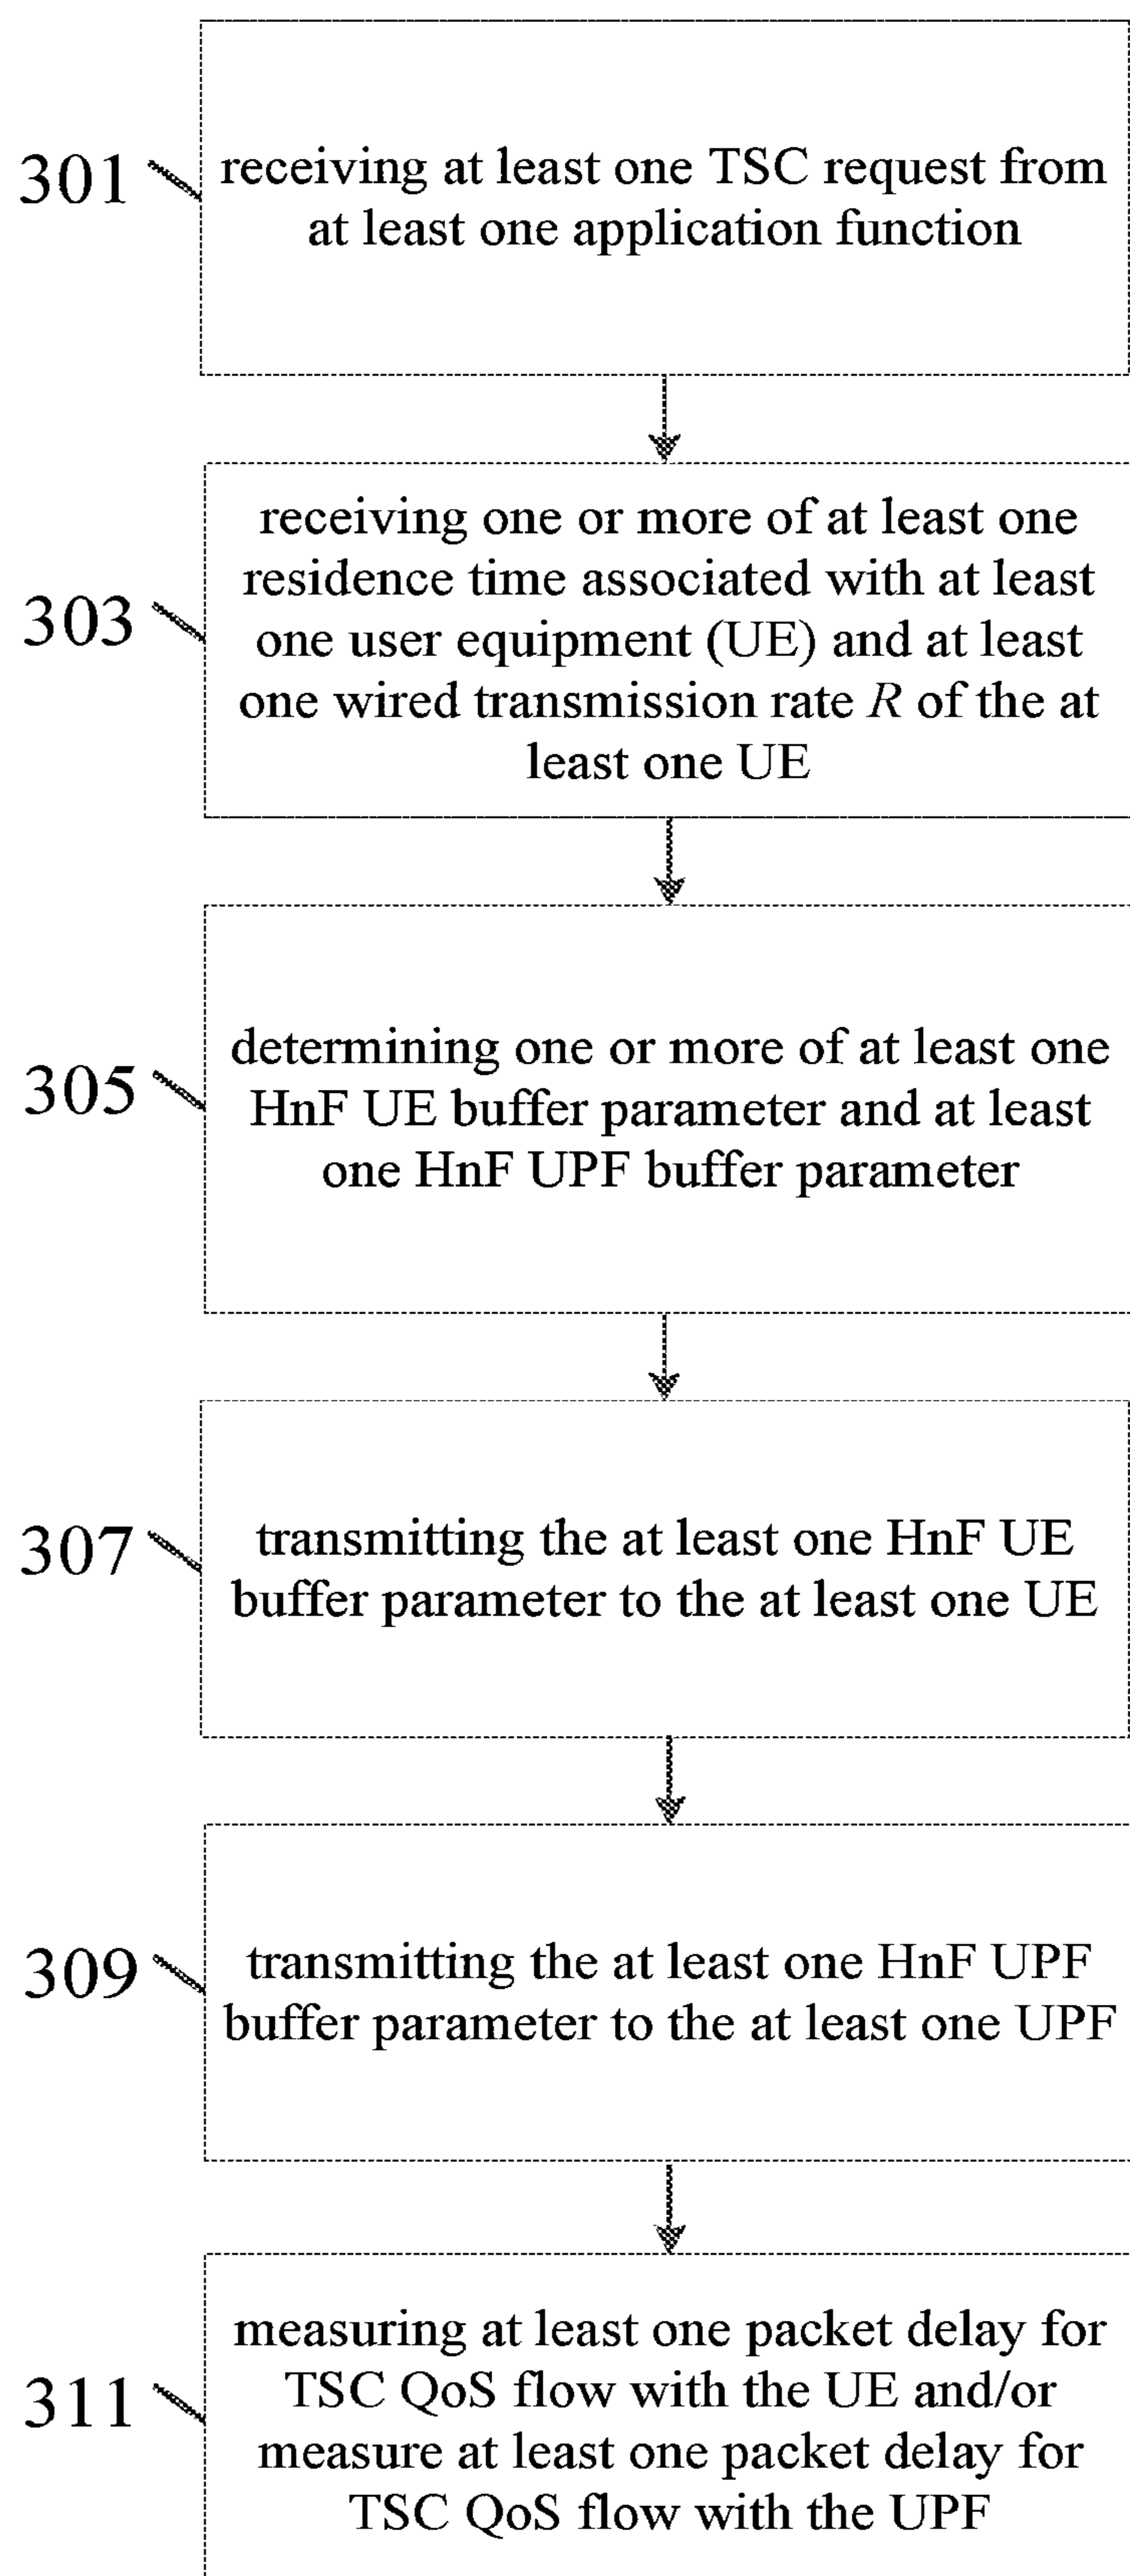 301
receiving at least one TSC request from
at least one application function
303
receiving one or more of at least one
residence time associated with at least
one user equipment (UE) and at least
one wired transmission rate R of the at
least one UE
305
determining one or more of at least one
HnF UE buffer parameter and at least
one HnF UPF buffer parameter
307
transmitting the at least one HnF UE
buffer parameter to the at least one UE
309
transmitting the at least one HnF UPF
buffer parameter to the at least one UPF
311
measuring at least one packet delay for
TSC QoS flow with the UE and/or
measure at least one packet delay for
TSC QoS flow with the UPF